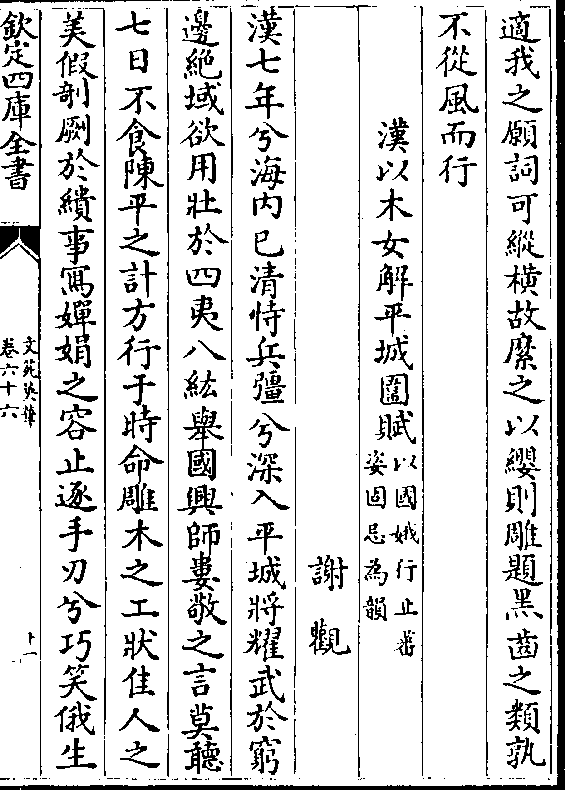 適我之願詞可縱横故縻之以纓則雕題黒齒之類孰
不從風而行
漢以木女解平城圍賦以國娥行止蕃
姿固忌為韻
謝觀
漢七年兮海内已清恃兵彊兮深入平城將耀武於窮
邊絶域欲用壯於四夷八紘舉國興師婁敬之言莫聽
七日不食陳平之計方行于時命雕木之工狀佳人之
美假剞劂於繢事寫嬋娟之容止逐手刃兮巧笑俄生
欽定四庫全書
文苑英華
卷六十六
十一